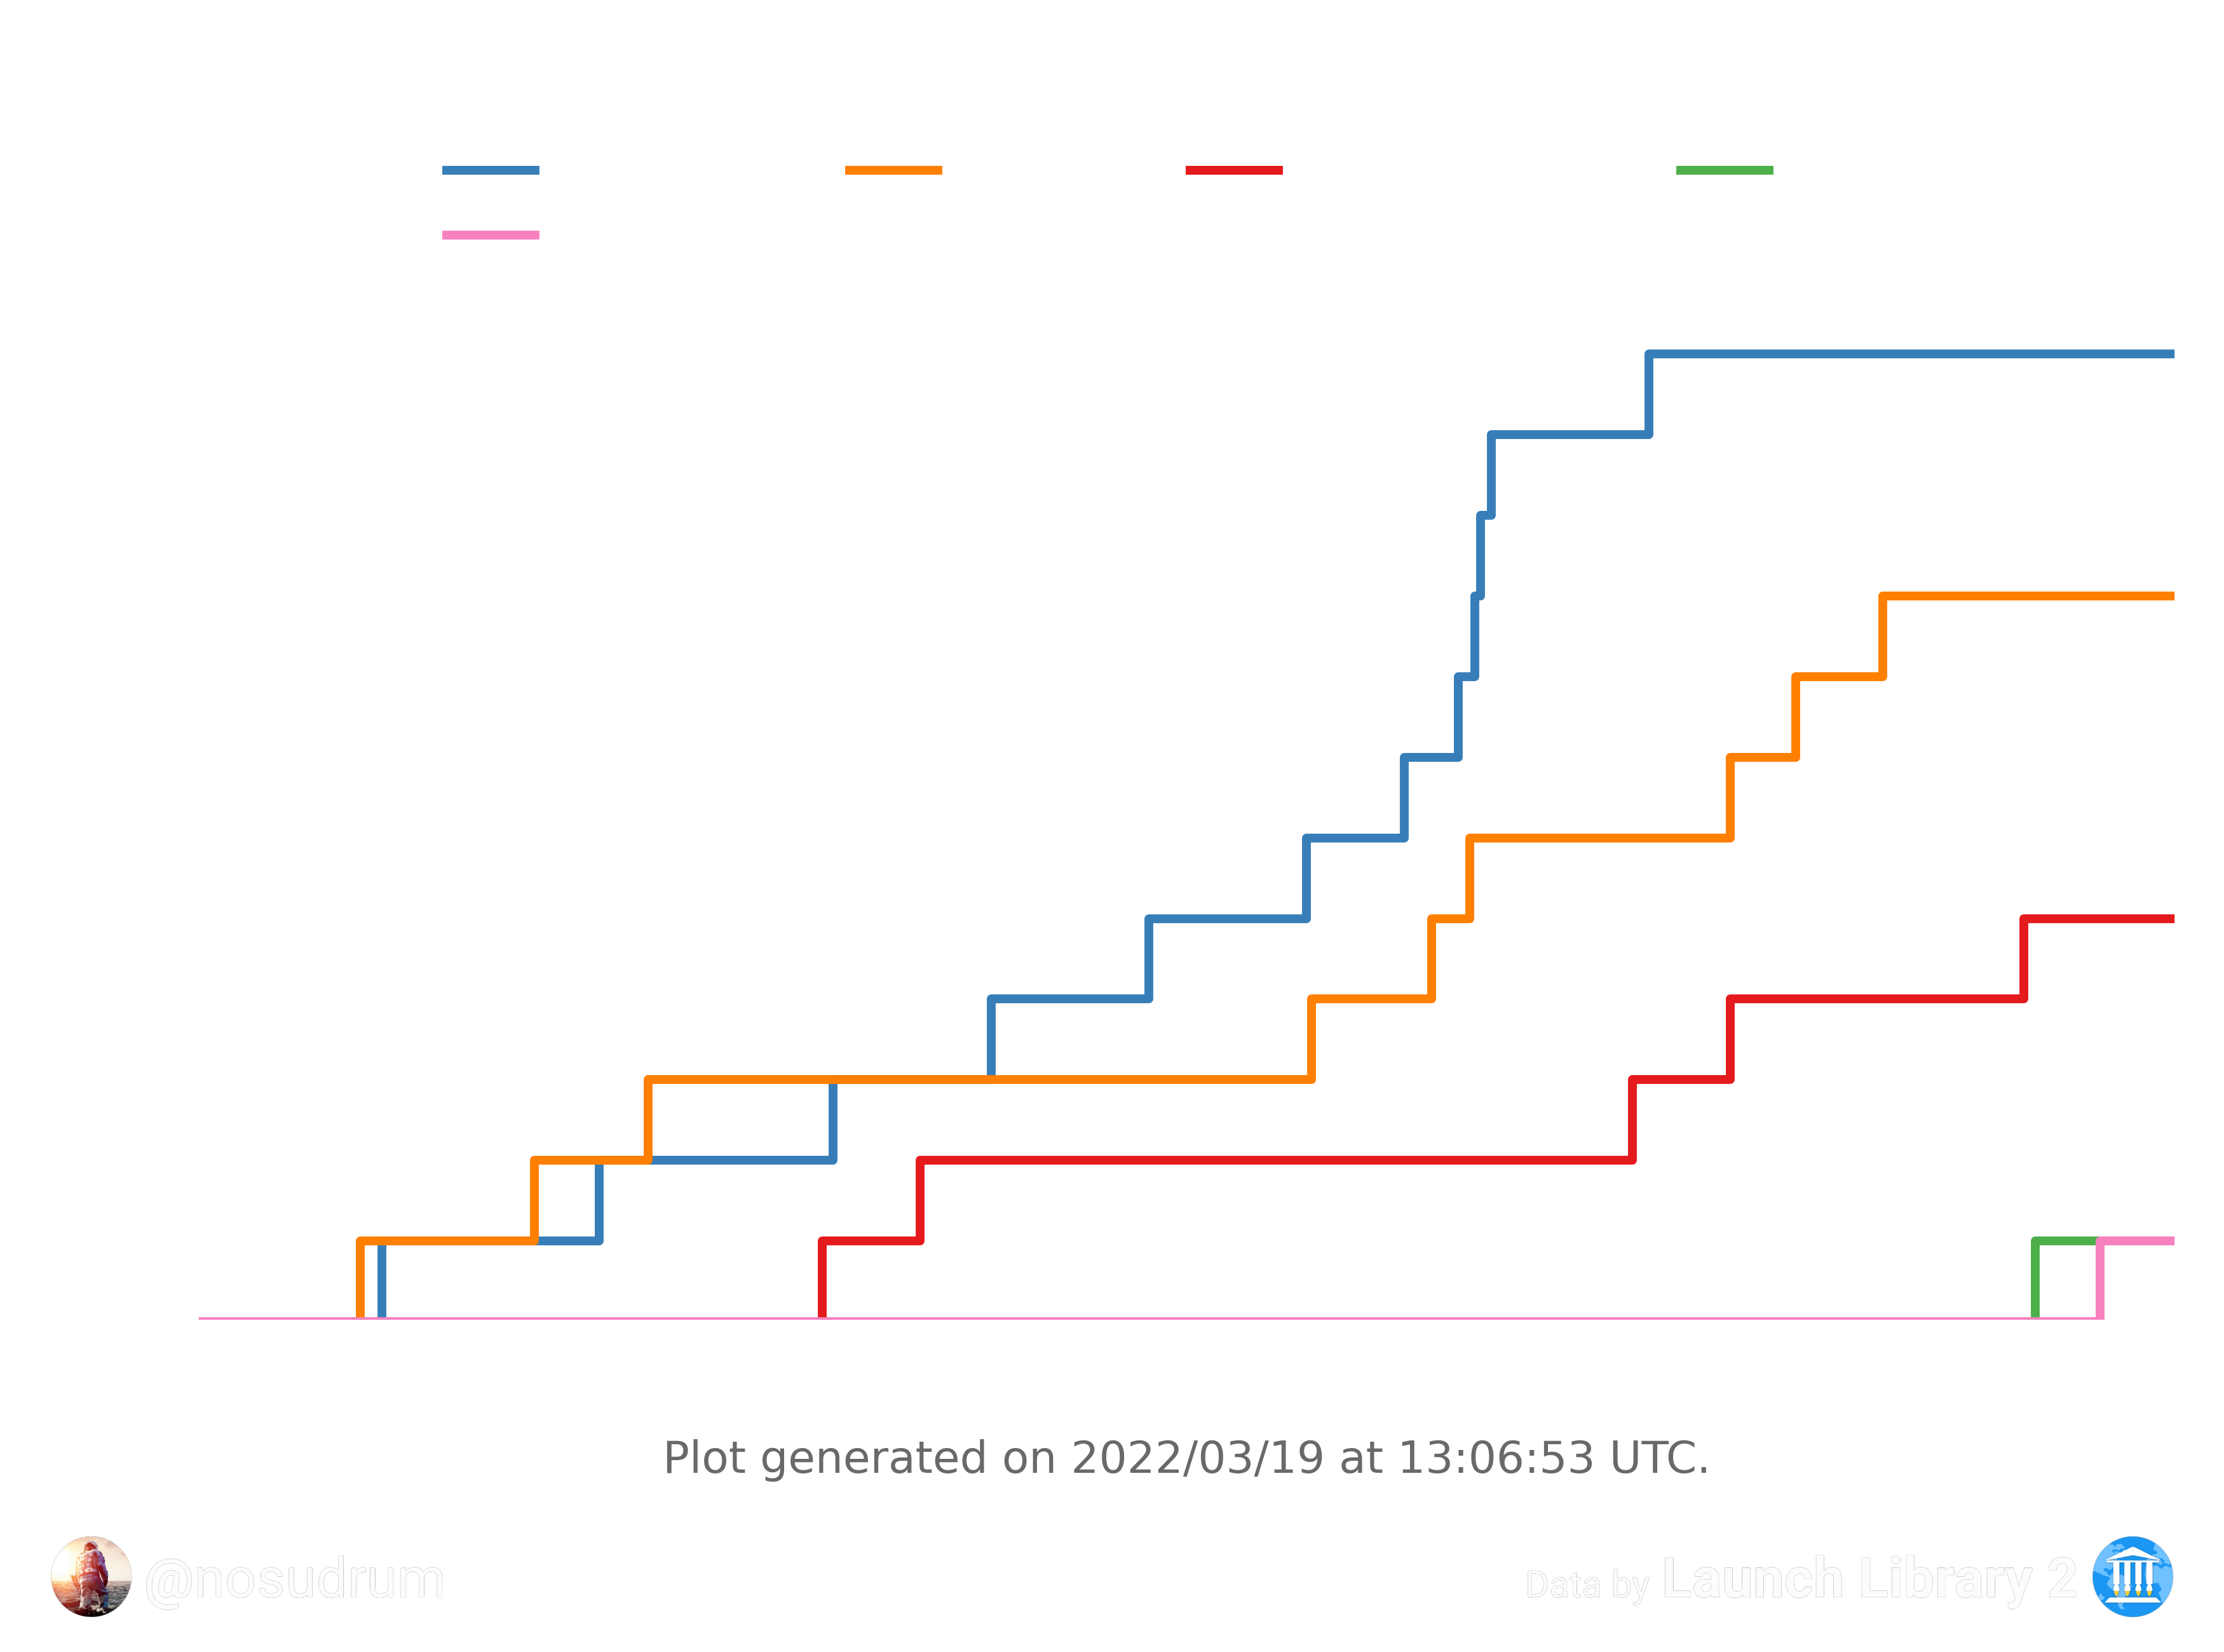 Plot generated on 2022/03/19 at 13:06:53 UTC.
@nosudrum
Data by Launch Library 2